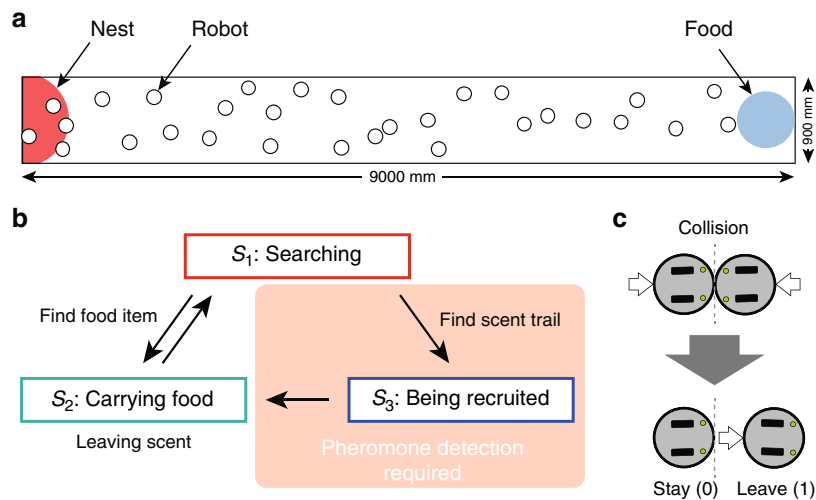 a
Nest
Robot
Food
900 mm
9000 mm
b
S1: Searching
Find food item
Find scent trail
S2: Carrying food
S3: Being recruited
Leaving scent
Pheromone detection
required
c
Collision
Stay (0)
Leave (1)